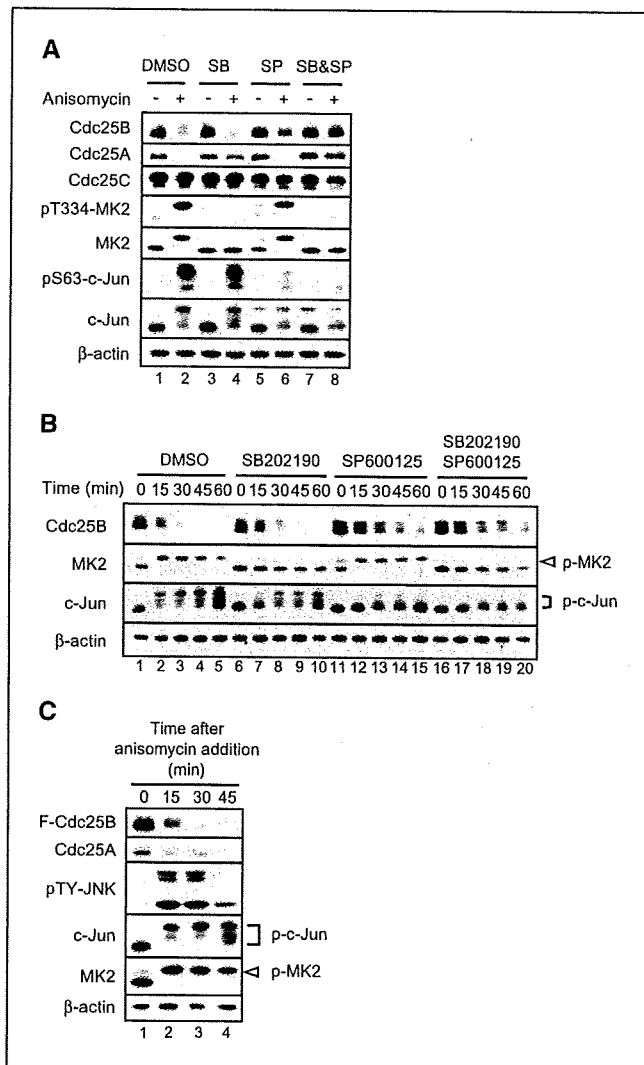 A
DMSO SB SP SB&SP
Anisomycin - + - + - + - +
Cdc25B
Cdc25A
Cdc25C
pT334-MK2
MK2
pS63-c-Jun
c-Jun
β-actin
1 2 3 4 5 6 7 8
B
SB202190
DMSO SB202190 SP600125 SP600125
Time (min) 0 15 30 45 60 0 15 30 45 60 0 15 30 45 60 0 15 30 45 60
Cdc25B
MK2 p-MK2
c-Jun p-c-Jun
β-actin
1 2 3 4 5 6 7 8 9 10 11 12 13 14 15 16 17 18 19 20
C
Time after
anisomycin addition
(min)
0 15 30 45
F-Cdc25B
Cdc25A
pTY-JNK
c-Jun p-c-Jun
MK2 p-MK2
β-actin
1 2 3 4